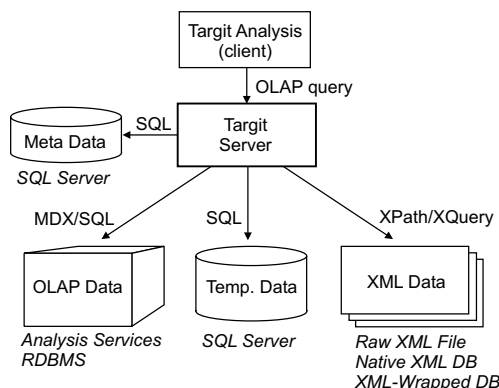 Targit Analysis
(client)
OLAP query
Targit
Server
SQL
Meta Data
SQL Server
MDX/SQL
SQL
XPath/XQuery
OLAP Data
Temp. Data
XML Data
Analysis Services
RDBMS
SQL Server
Raw XML File
Native XML DB
XML-Wrapped DB